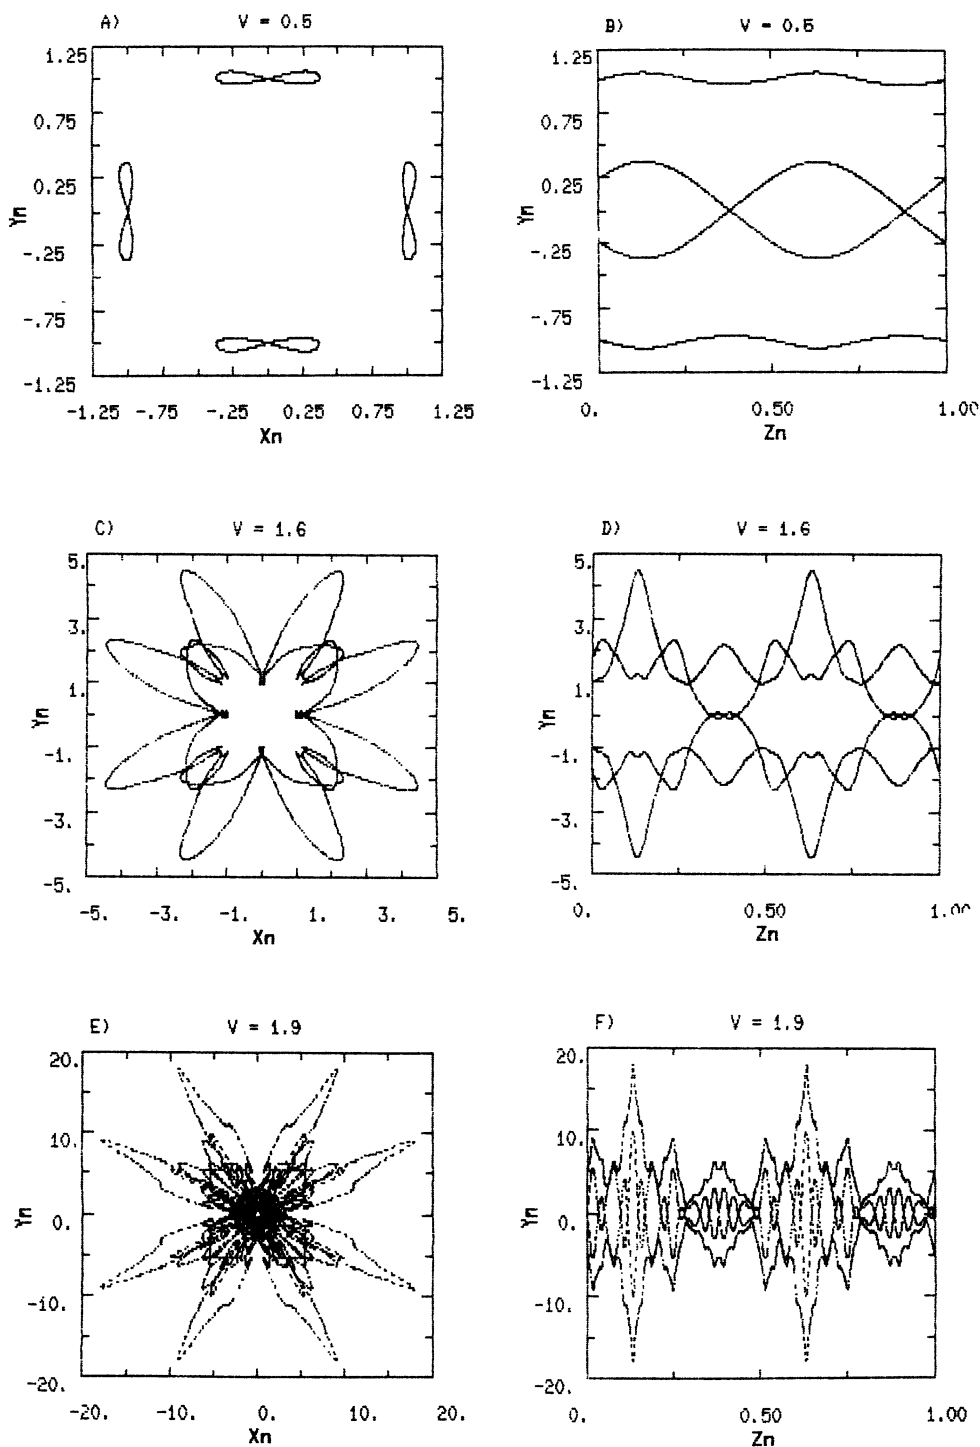 A) V = 0.5
1.25
0.75
0.25
-.25
-.75
-1.25
Yn
-1.25 -.75 -.25 0.25 0.75 1.25
Xn
B) V = 0.5
1.25
0.75
0.25
-.25
-.75
-1.25
Yn
0. 0.50 1.00
Zn
C) V = 1.6
5.
3.
1.
-1.
-3.
-5.
Yn
-5. -3. -1. 1. 3. 5.
Xn
D) V = 1.6
5.
3.
1.
-1.
-3.
-5.
Yn
0. 0.50 1.00
Zn
E) V = 1.9
20.
10.
0.
-10.
-20.
Yn
-20. -10. 0. 10. 20.
Xn
F) V = 1.9
20.
10.
0.
-10.
-20.
Yn
0. 0.50 1.00
Zn